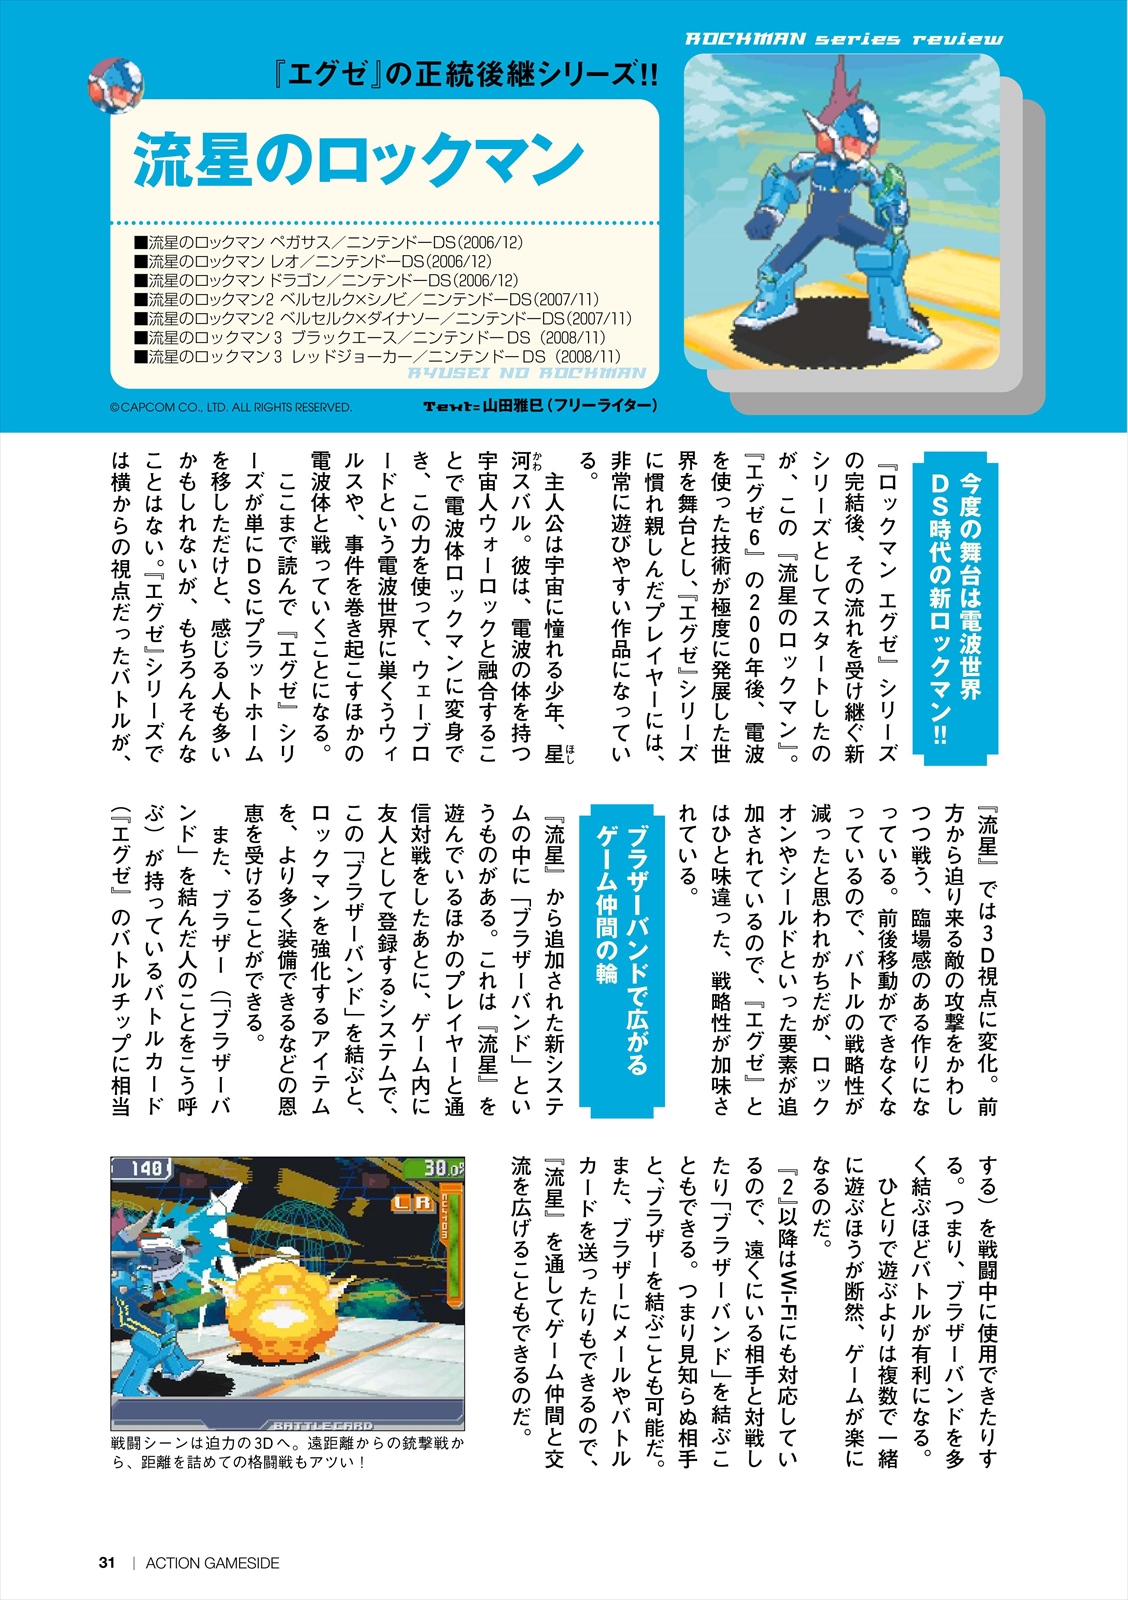 ROCKMAN series review
『エグゼ』の正統後継シリーズ!!
流星のロックマン
■流星のロックマン ペガサス／ニンテンドーDS（2006/12）
■流星のロックマン レオ／ニンテンドーDS（2006/12）
■流星のロックマン ドラゴン／ニンテンドーDS（2006/12）
■流星のロックマン2 ベルセルク×シノビ／ニンテンドーDS（2007/11）
■流星のロックマン2 ベルセルク×ダイナソー／ニンテンドーDS（2007/11）
■流星のロックマン3 ブラックエース／ニンテンドーDS（2008/11）
■流星のロックマン3 レッドジョーカー／ニンテンドーDS（2008/11）
RYUSEI NO ROCKMAN
©CAPCOM CO., LTD. ALL RIGHTS RESERVED.
Text=山田雅巳（フリーライター）
今度の舞台は電波世界
DS時代の新ロックマン!!
『ロックマン エグゼ』シリーズ
の完結後、その流れを受け継ぐ新
シリーズとしてスタートしたの
が、この『流星のロックマン』。
『エグゼ6』の200年後、電波
を使った技術が極度に発展した世
界を舞台とし、『エグゼ』シリーズ
に慣れ親しんだプレイヤーには、
非常に遊びやすい作品になってい
る。
主人公は宇宙に憧れる少年、星ほし
河かわスバル。彼は、電波の体を持つ
宇宙人ウォーロックと融合するこ
とで電波体ロックマンに変身で
き、この力を使って、ウェーブロ
ードという電波世界に巣くうウィ
ルスや、事件を巻き起こすほかの
電波体と戦っていくことになる。
ここまで読んで『エグゼ』シリ
ーズが単にDSにプラットホーム
を移しただけと、感じる人も多い
かもしれないが、もちろんそんな
ことはない。『エグゼ』シリーズで
は横からの視点だったバトルが、
『流星』では3D視点に変化。前
方から迫り来る敵の攻撃をかわし
つつ戦う、臨場感のある作りにな
っている。前後移動ができなくな
っているので、バトルの戦略性が
減ったと思われがちだが、ロック
オンやシールドといった要素が追
加されているので、『エグゼ』と
はひと味違った、戦略性が加味さ
れている。
ブラザーバンドで広がる
ゲーム仲間の輪
『流星』から追加された新システ
ムの中に「ブラザーバンド」とい
うものがある。これは『流星』を
遊んでいるほかのプレイヤーと通
信対戦をしたあとに、ゲーム内に
友人として登録するシステムで、
この「ブラザーバンド」を結ぶと、
ロックマンを強化するアイテム
を、より多く装備できるなどの恩
恵を受けることができる。
また、ブラザー（「ブラザーバ
ンド」を結んだ人のことをこう呼
ぶ）が持っているバトルカード
（『エグゼ』のバトルチップに相当
する）を戦闘中に使用できたりす
る。つまり、ブラザーバンドを多
く結ぶほどバトルが有利になる。
ひとりで遊ぶよりは複数で一緒
に遊ぶほうが断然、ゲームが楽に
なるのだ。
『2』以降はWi-Fiにも対応してい
るので、遠くにいる相手と対戦し
たり「ブラザーバンド」を結ぶこ
ともできる。つまり見知らぬ相手
と、ブラザーを結ぶことも可能だ。
また、ブラザーにメールやバトル
カードを送ったりもできるので、
『流星』を通してゲーム仲間と交
流を広げることもできるのだ。
140
30.0%
L R
CUSTOM
BATTLECARD
戦闘シーンは迫力の3Dへ。遠距離からの銃撃戦か
ら、距離を詰めての格闘戦もアツい！
31 | ACTION GAMESIDE